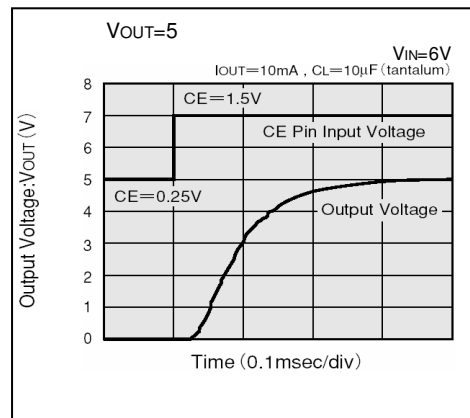 VOUT=5
VIN=6V
IOUT=10mA , CL=10μF(tantalum)
8
7
6
5
4
3
2
1
0
Output Voltage:VOUT(V)
CE=1.5V
CE Pin Input Voltage
CE=0.25V
Output Voltage
Time(0.1msec/div)